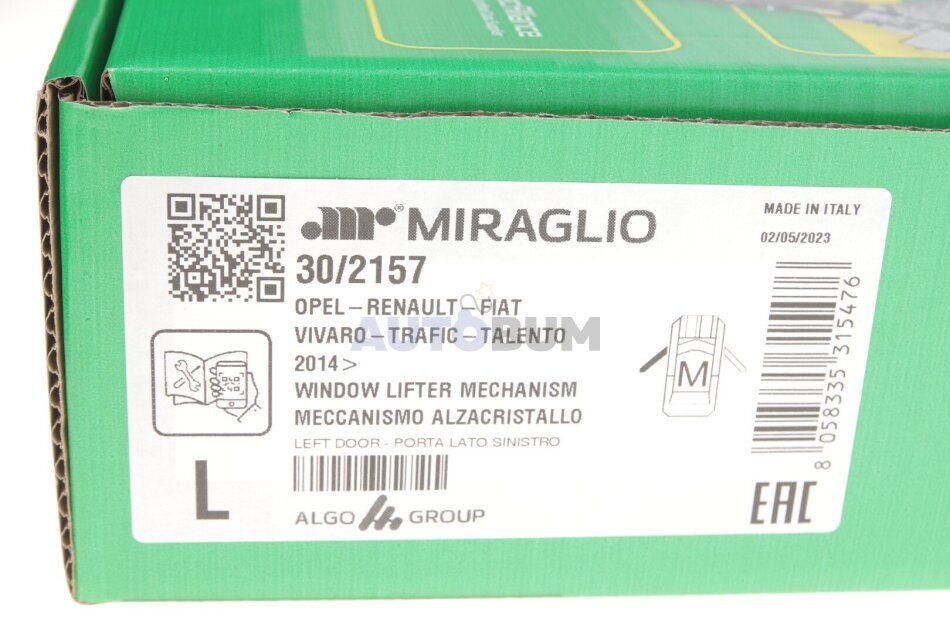 MIRAGLIO
MADE IN ITALY
02/05/2023
30/2157
OPEL-RENAULT-FIAT
VIVARO-TRAFIC-TALENTO
2014>
WINDOW LIFTER MECHANISM
MECCANISMO ALZACRISTALLO
LEFT DOOR - PORTA LATO SINISTRO
L
ALGO GROUP
M
8 058335 315476
EAC
AUTOBUM